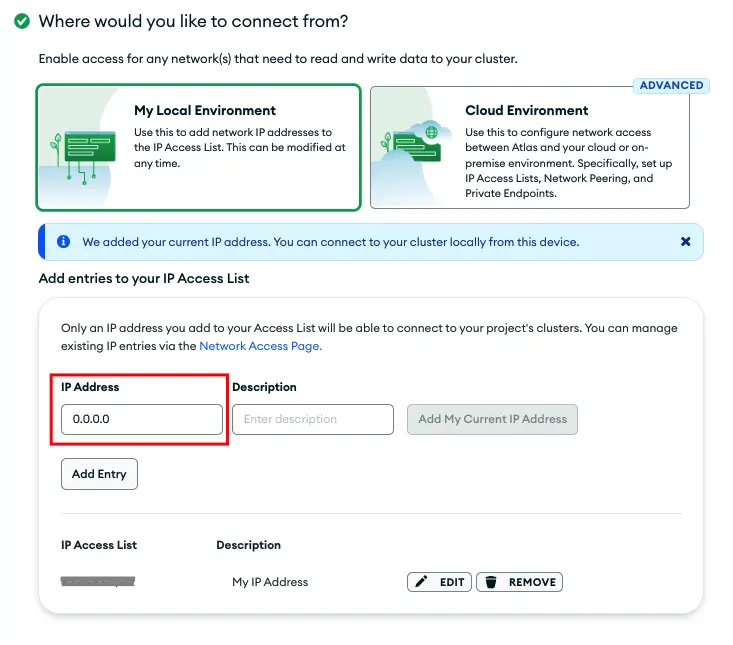 Where would you like to connect from?
Enable access for any network(s) that need to read and write data to your cluster.
ADVANCED
My Local Environment
Use this to add network IP addresses to
the IP Access List. This can be modified at
any time.
Cloud Environment
Use this to configure network access
between Atlas and your cloud or on-
premise environment. Specifically, set up
IP Access Lists, Network Peering, and
Private Endpoints.
We added your current IP address. You can connect to your cluster locally from this device.
Add entries to your IP Access List
Only an IP address you add to your Access List will be able to connect to your project's clusters. You can manage
existing IP entries via the Network Access Page.
IP Address Description
0.0.0.0 Enter description Add My Current IP Address
Add Entry
IP Access List Description
My IP Address EDIT REMOVE